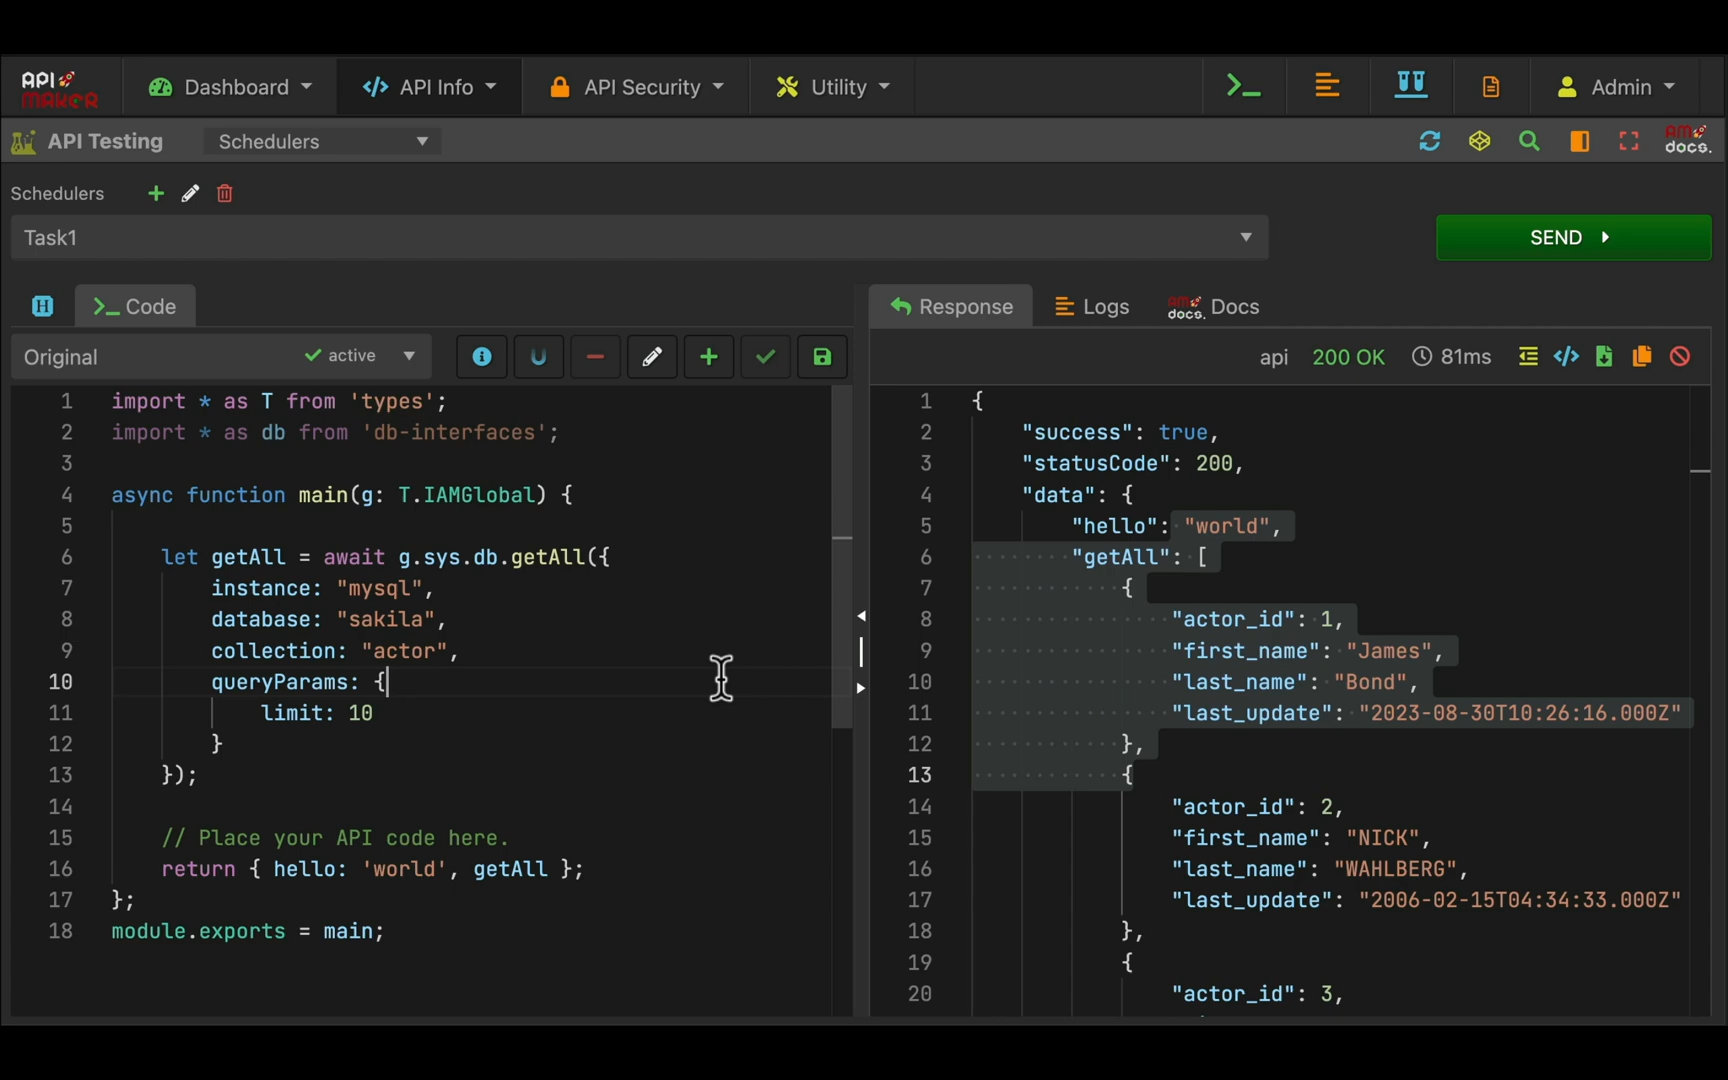 API MAKER Dashboard API Info API Security Utility >_ Admin
API Testing Schedulers AM docs.
Schedulers
Task1 SEND
H >_ Code
Response Logs AM docs. Docs
Original active
api 200 OK 81ms
1 import * as T from 'types';
2 import * as db from 'db-interfaces';
3
4 async function main(g: T.IAMGlobal) {
5
6 let getAll = await g.sys.db.getAll({
7 instance: "mysql",
8 database: "sakila",
9 collection: "actor",
10 queryParams: {
11 limit: 10
12 }
13 });
14
15 // Place your API code here.
16 return { hello: 'world', getAll };
17 };
18 module.exports = main;
1 {
2 "success": true,
3 "statusCode": 200,
4 "data": {
5 "hello": "world",
6 "getAll": [
7 {
8 "actor_id": 1,
9 "first_name": "James",
10 "last_name": "Bond",
11 "last_update": "2023-08-30T10:26:16.000Z"
12 },
13 {
14 "actor_id": 2,
15 "first_name": "NICK",
16 "last_name": "WAHLBERG",
17 "last_update": "2006-02-15T04:34:33.000Z"
18 },
19 {
20 "actor_id": 3,